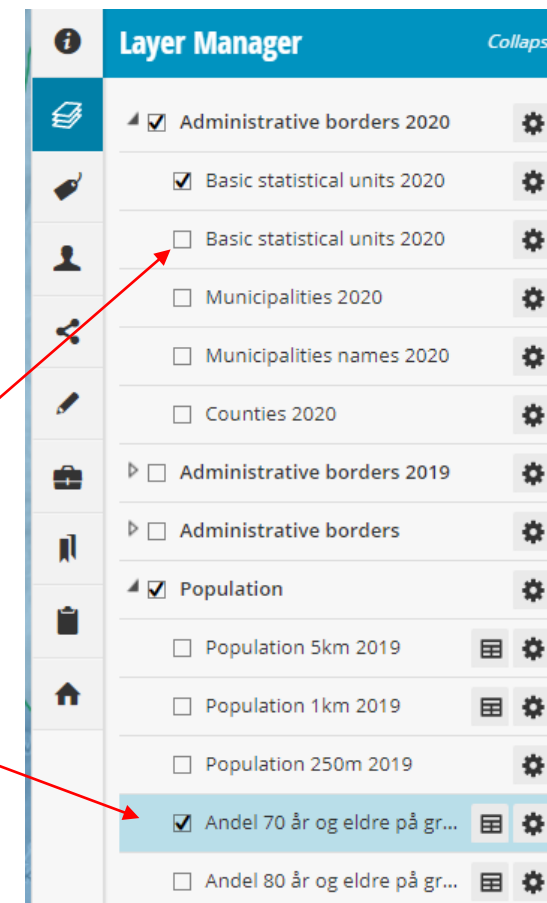 Layer Manager Collaps
Administrative borders 2020
Basic statistical units 2020
Basic statistical units 2020
Municipalities 2020
Municipalities names 2020
Counties 2020
Administrative borders 2019
Administrative borders
Population
Population 5km 2019
Population 1km 2019
Population 250m 2019
Andel 70 år og eldre på gr...
Andel 80 år og eldre på gr...